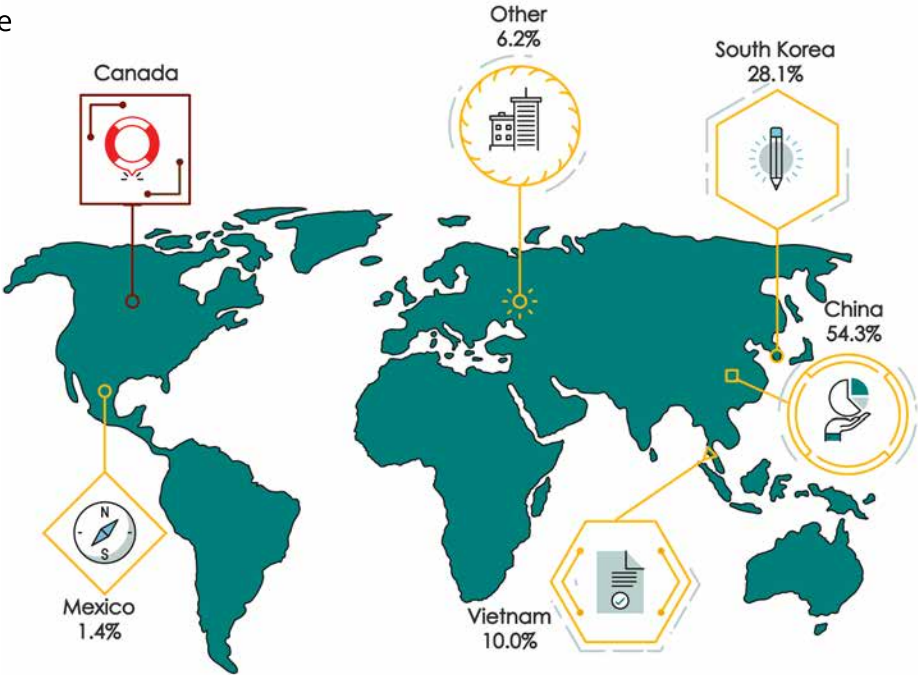 e
Other
6.2%
South Korea
28.1%
Canada
China
54.3%
N
S
Mexico
1.4%
Vietnam
10.0%